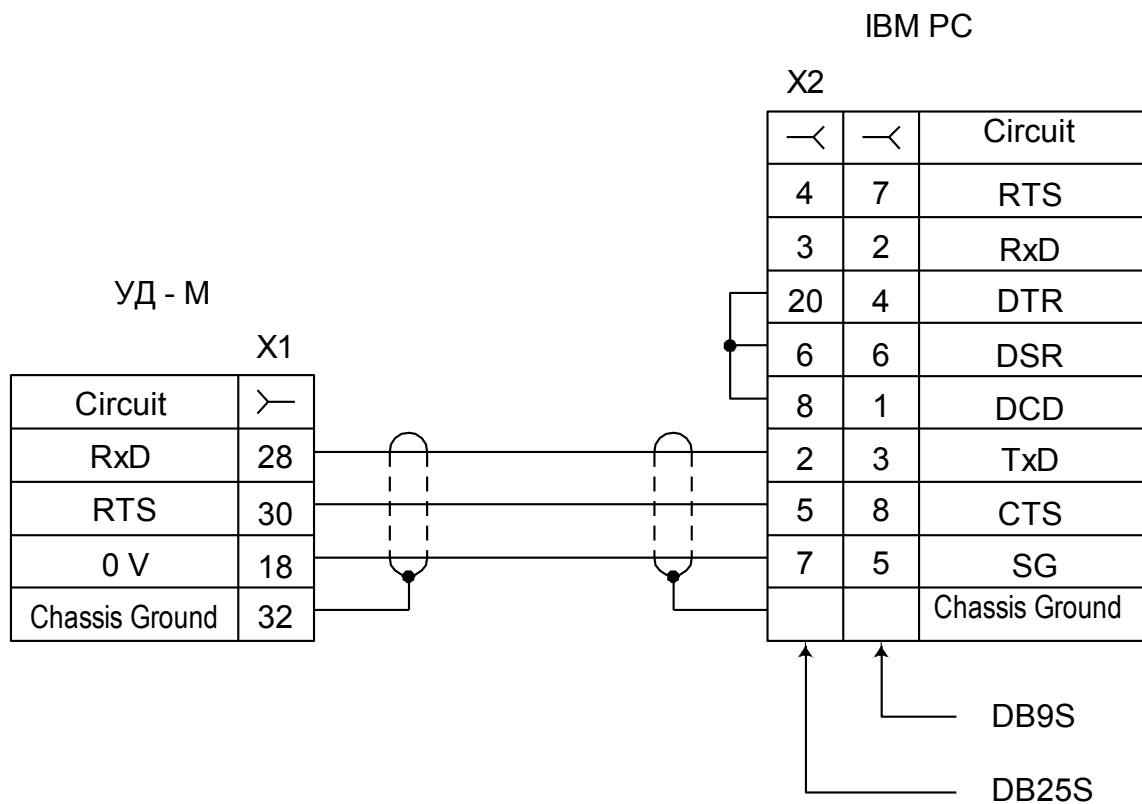 IBM PC
X2
Circuit
4 7 RTS
3 2 RxD
20 4 DTR
6 6 DSR
8 1 DCD
2 3 TxD
5 8 CTS
7 5 SG
Chassis Ground
УД - М
X1
Circuit
RxD 28
RTS 30
0 V 18
Chassis Ground 32
DB9S
DB25S